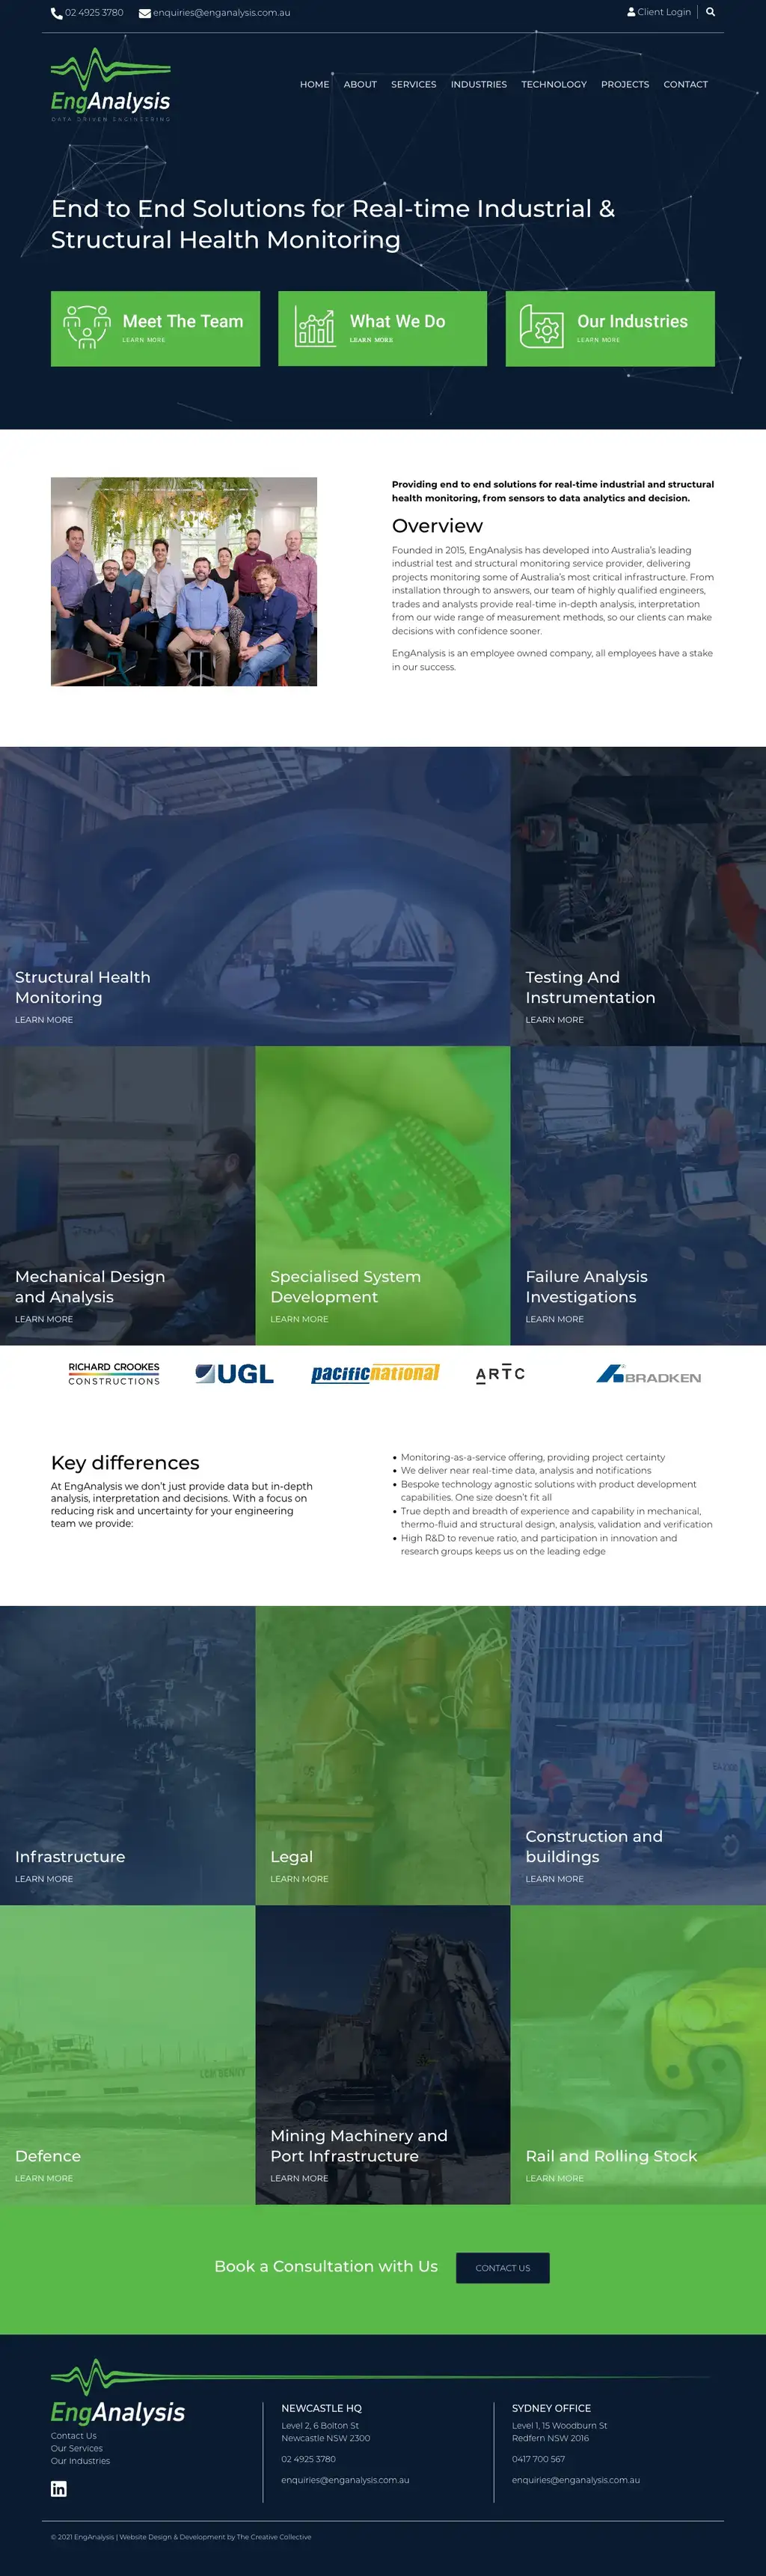 02 4925 3780 enquiries@enganalysis.com.au Client Login
EngAnalysis
DATA DRIVEN ENGINEERING
HOME ABOUT SERVICES INDUSTRIES TECHNOLOGY PROJECTS CONTACT
End to End Solutions for Real-time Industrial &
Structural Health Monitoring
Meet The Team
LEARN MORE
What We Do
LEARN MORE
Our Industries
LEARN MORE
Providing end to end solutions for real-time industrial and structural
health monitoring, from sensors to data analytics and decision.
Overview
Founded in 2015, EngAnalysis has developed into Australia's leading
industrial test and structural monitoring service provider, delivering
projects monitoring some of Australia's most critical infrastructure. From
installation through to answers, our team of highly qualified engineers,
trades and analysts provide real-time in-depth analysis, interpretation
from our wide range of measurement methods, so our clients can make
decisions with confidence sooner.
EngAnalysis is an employee owned company, all employees have a stake
in our success.
Structural Health
Monitoring
LEARN MORE
Testing And
Instrumentation
LEARN MORE
Mechanical Design
and Analysis
LEARN MORE
Specialised System
Development
LEARN MORE
Failure Analysis
Investigations
LEARN MORE
RICHARD CROOKES
CONSTRUCTIONS
UGL
pacificnational
ARTC
BRADKEN
Key differences
At EngAnalysis we don't just provide data but in-depth
analysis, interpretation and decisions. With a focus on
reducing risk and uncertainty for your engineering
team we provide:
• Monitoring-as-a-service offering, providing project certainty
• We deliver near real-time data, analysis and notifications
• Bespoke technology agnostic solutions with product development
capabilities. One size doesn't fit all
• True depth and breadth of experience and capability in mechanical,
thermo-fluid and structural design, analysis, validation and verification
• High R&D to revenue ratio, and participation in innovation and
research groups keeps us on the leading edge
Infrastructure
LEARN MORE
Legal
LEARN MORE
Construction and
buildings
LEARN MORE
Defence
LEARN MORE
Mining Machinery and
Port Infrastructure
LEARN MORE
Rail and Rolling Stock
LEARN MORE
Book a Consultation with Us
CONTACT US
EngAnalysis
Contact Us
Our Services
Our Industries
NEWCASTLE HQ
Level 2, 6 Bolton St
Newcastle NSW 2300
02 4925 3780
enquiries@enganalysis.com.au
SYDNEY OFFICE
Level 1, 15 Woodburn St
Redfern NSW 2016
0417 700 567
enquiries@enganalysis.com.au
© 2021 EngAnalysis | Website Design & Development by The Creative Collective